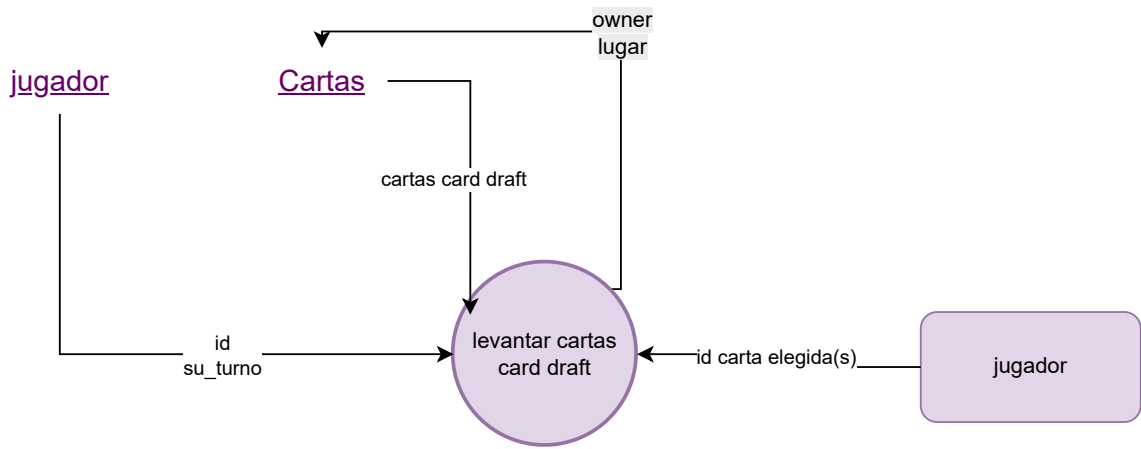 owner
lugar
jugador
Cartas
cartas card draft
id
su_turno
levantar cartas
card draft
id carta elegida(s)
jugador